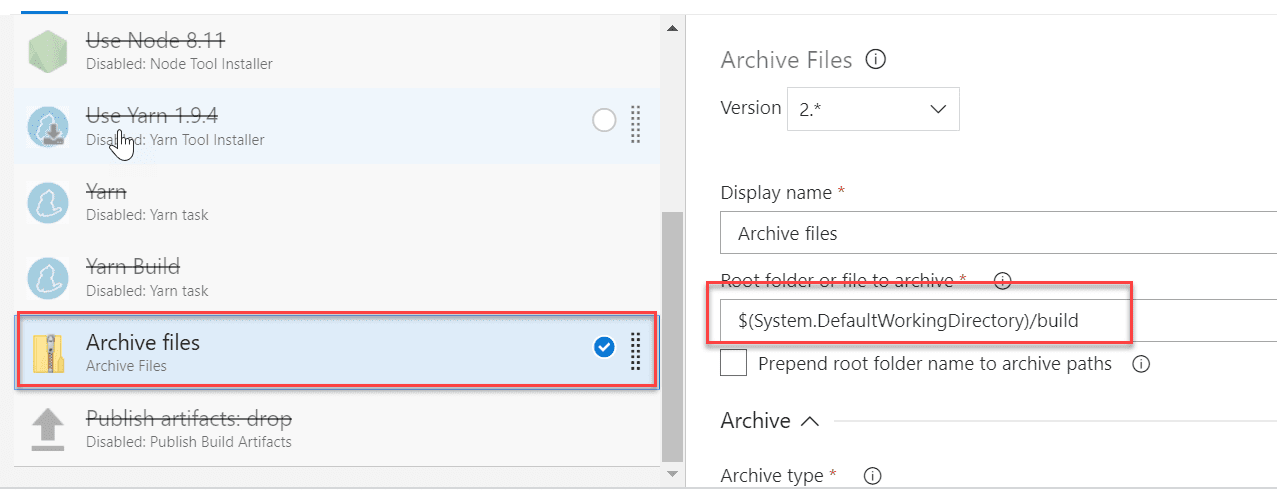 Use Node 8.11
Disabled: Node Tool Installer
Use Yarn 1.9.4
Disabled: Yarn Tool Installer
Yarn
Disabled: Yarn task
Yarn Build
Disabled: Yarn task
Archive files
Archive Files
Publish artifacts: drop
Disabled: Publish Build Artifacts
Archive Files
Version 2.*
Display name *
Archive files
Root folder or file to archive *
$(System.DefaultWorkingDirectory)/build
Prepend root folder name to archive paths
Archive
Archive type *